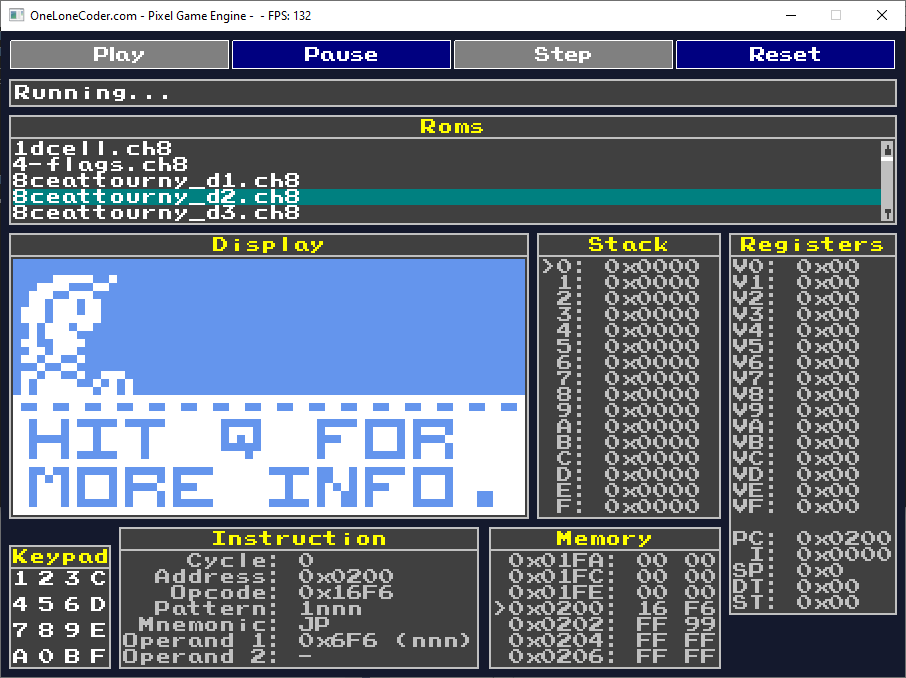 OneLoneCoder.com - Pixel Game Engine - - FPS: 132
Play Pause Step Reset
Running...
Roms
1dcell.ch8
4-flags.ch8
8ceattourny_d1.ch8
8ceattourny_d2.ch8
8ceattourny_d3.ch8
Display
HIT Q FOR
MORE INFO.
Stack
>0: 0x0000
1: 0x0000
2: 0x0000
3: 0x0000
4: 0x0000
5: 0x0000
6: 0x0000
7: 0x0000
8: 0x0000
9: 0x0000
A: 0x0000
B: 0x0000
C: 0x0000
D: 0x0000
E: 0x0000
F: 0x0000
Registers
V0: 0x00
V1: 0x00
V2: 0x00
V3: 0x00
V4: 0x00
V5: 0x00
V6: 0x00
V7: 0x00
V8: 0x00
V9: 0x00
VA: 0x00
VB: 0x00
VC: 0x00
VD: 0x00
VE: 0x00
VF: 0x00
PC: 0x0200
I: 0x0000
SP: 0x0
DT: 0x00
ST: 0x00
Keypad
1 2 3 C
4 5 6 D
7 8 9 E
A 0 B F
Instruction
Cycle: 0
Address: 0x0200
Opcode: 0x16F6
Pattern: 1nnn
Mnemonic: JP
Operand 1: 0x6F6 (nnn)
Operand 2: -
Memory
0x01FA: 00 00
0x01FC: 00 00
0x01FE: 00 00
>0x0200: 16 F6
0x0202: FF 99
0x0204: FF FF
0x0206: FF FF